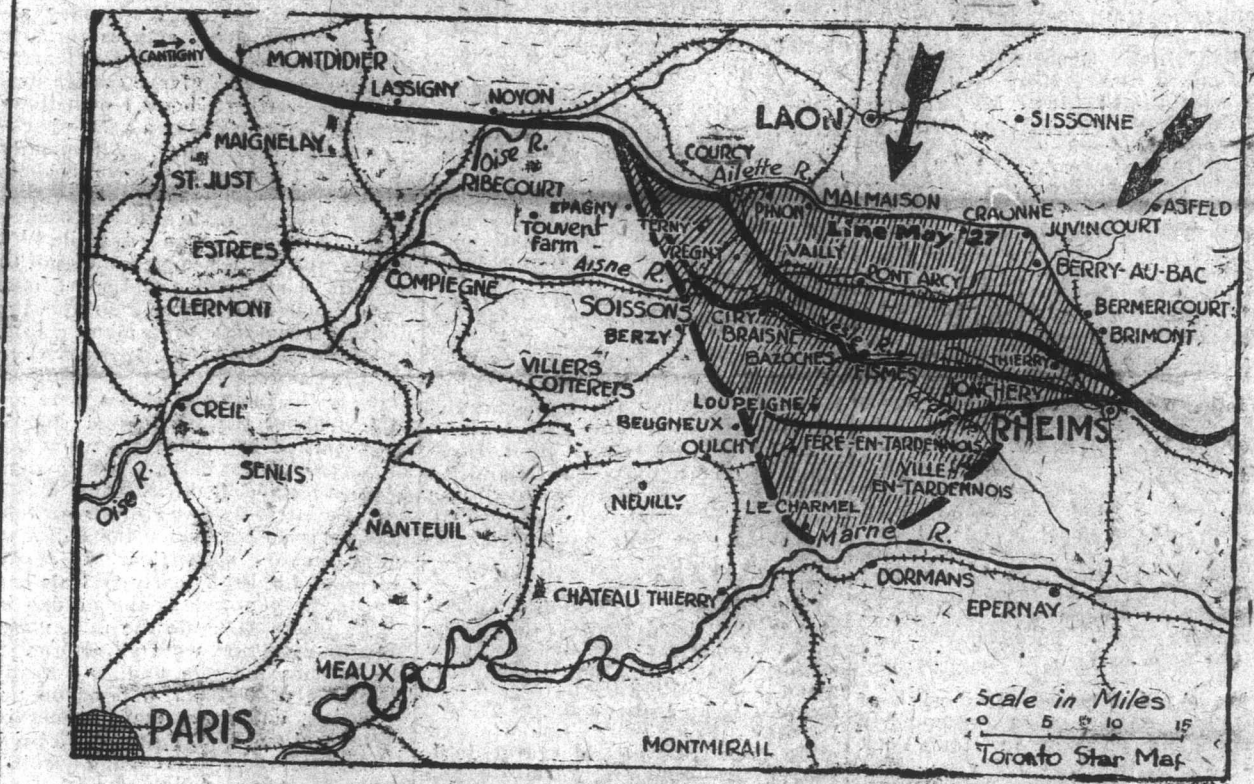 CANTIGNY
MONTDIDIER
LASSIGNY
NOYON
LAON
SISSONNE
MAIGNELAY
Oise R.
COURCY
Ailette R.
ST. JUST
RIBECOURT
EPAGNY
PINON
MALMAISON
CRAONNE
ASFELD
Touvent
farm
TERNY
Line May '27
JUVINCOURT
ESTREES
VREGNY
VAILLY
Aisne R.
PONT ARCY
BERRY-AU-BAC
COMPIEGNE
CLERMONT
SOISSONS
CIRY
BERMERICOURT
BERZY
BRAISNE
R.
BRIMONT
BAZOCHES
FISMES
THIERRY
VILLERS
COTTERETS
CREIL
LOUPEIGNE
JONCHERY
BEUGNEUX
RHEIMS
OULCHY
FERE-EN-TARDENNOIS
SENLIS
VILLE
EN-TARDENNOIS
Oise R.
NEUILLY
LE CHARMEL
NANTEUIL
Marne R.
DORMANS
CHATEAU THIERRY
EPERNAY
MEAUX
PARIS
Scale in Miles
0 5 10 15
MONTMIRAIL
Toronto Star Map